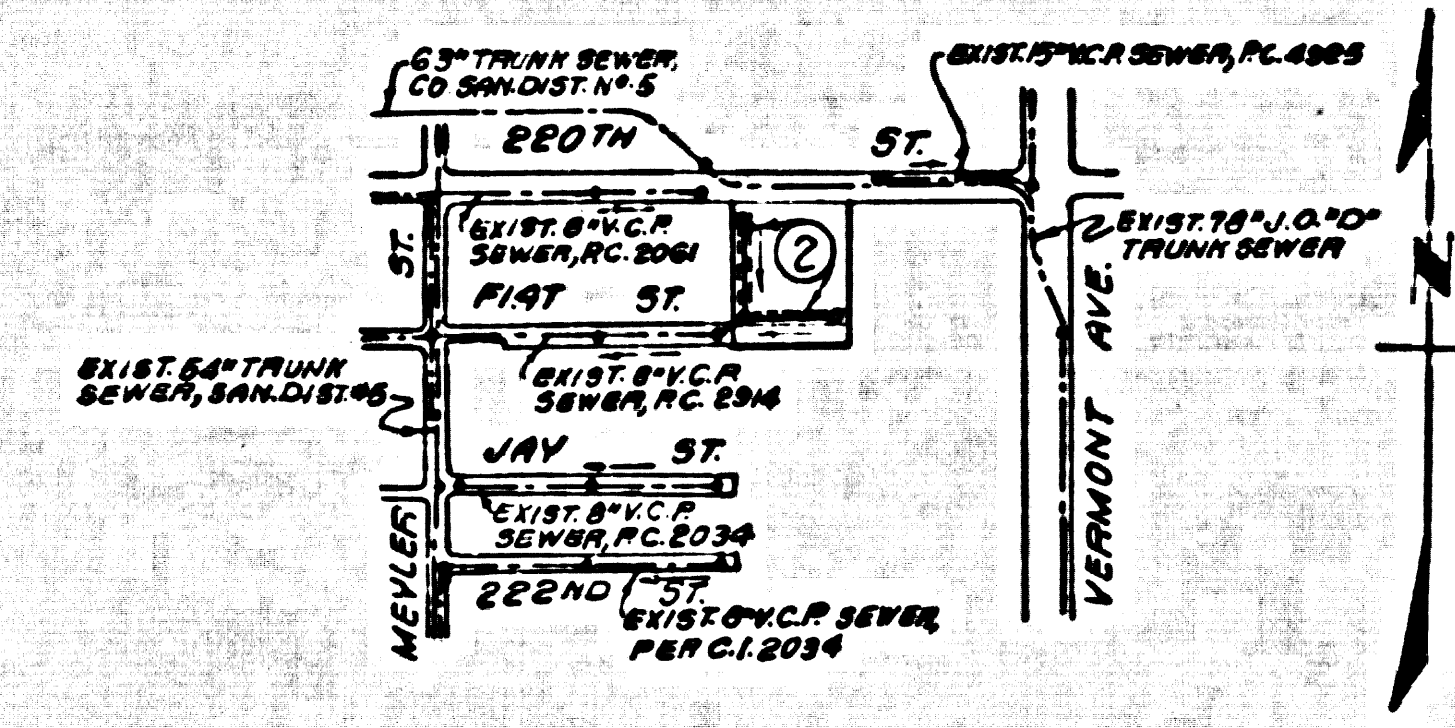 63" TRUNK SEWER,
CO SAN. DIST. Nº. 5
EXIST. 15" V.C.P. SEWER, P.C. 4985
220TH ST.
EXIST. 8" V.C.P.
SEWER, P.C. 2061
2
EXIST. 78" J.O. "D"
TRUNK SEWER
N
ST.
FIAT ST.
EXIST. 54" TRUNK
SEWER, SAN. DIST. #5
EXIST. 8" V.C.P.
SEWER, P.C. 2914
JAY ST.
EXIST. 8" V.C.P.
SEWER, P.C. 2034
MEYLER
222ND ST.
EXIST. 8" V.C.P. SEWER,
PER C.I. 2034
VERMONT AVE.